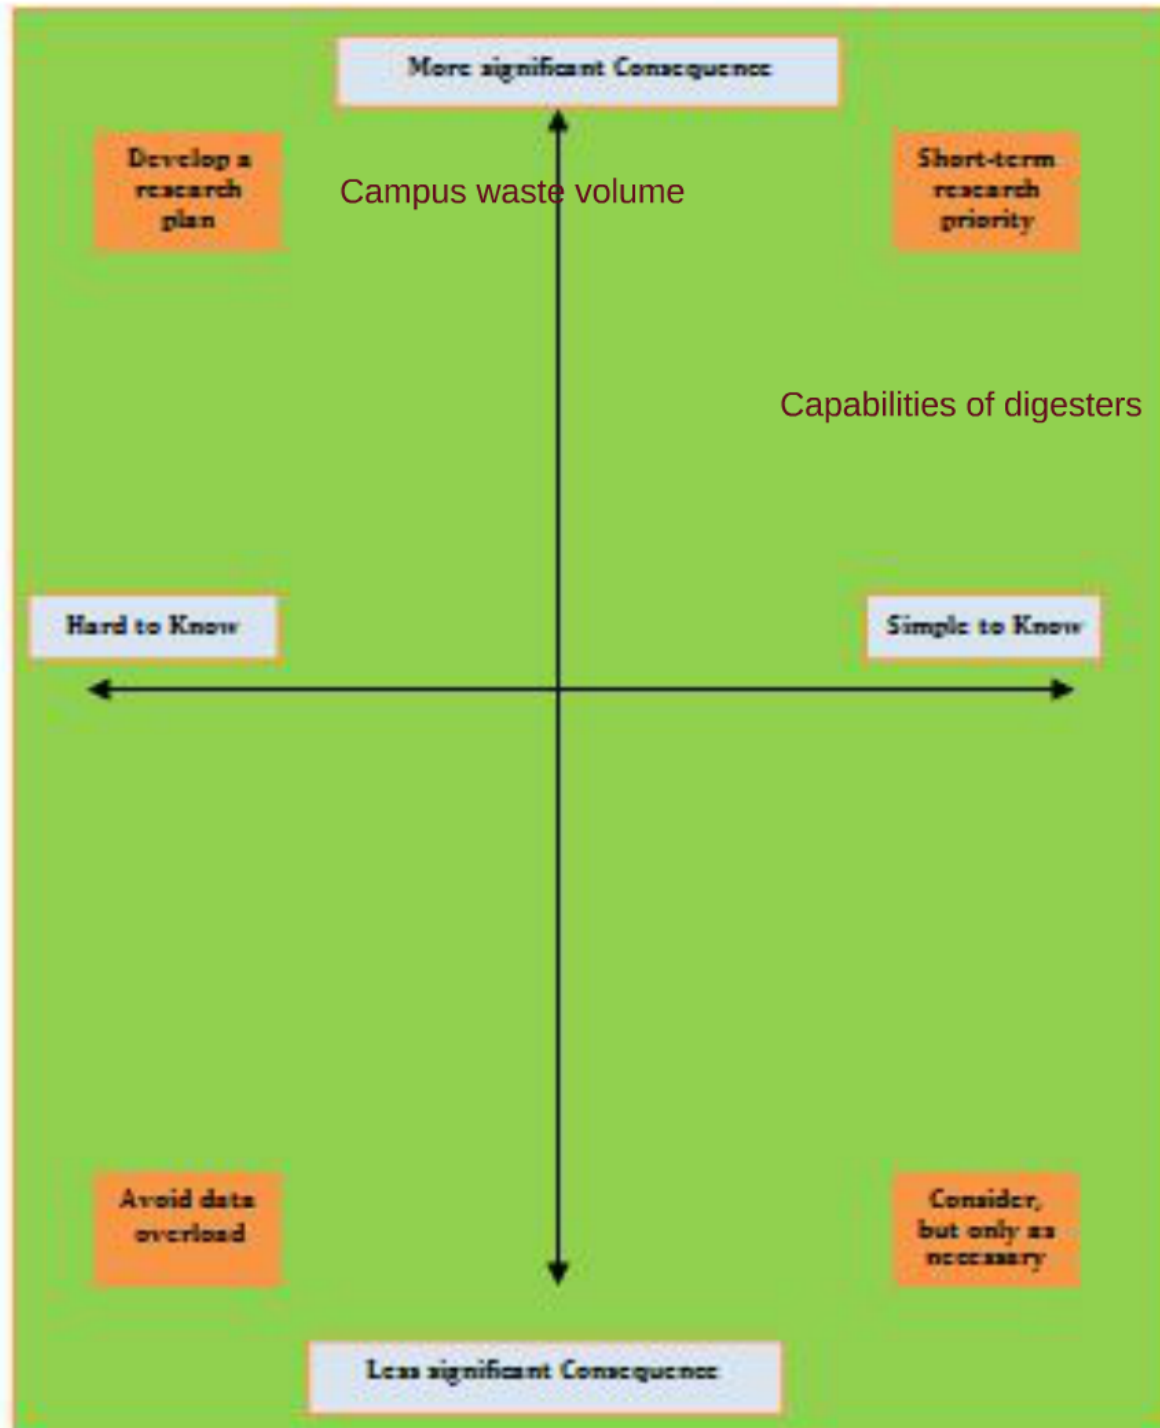 More significant Consequence
Develop a
research
plan
Campus waste volume
Short-term
research
priority
Capabilities of digesters
Hard to Know
Simple to Know
Avoid data
overload
Consider,
but only as
necessary
Less significant Consequence